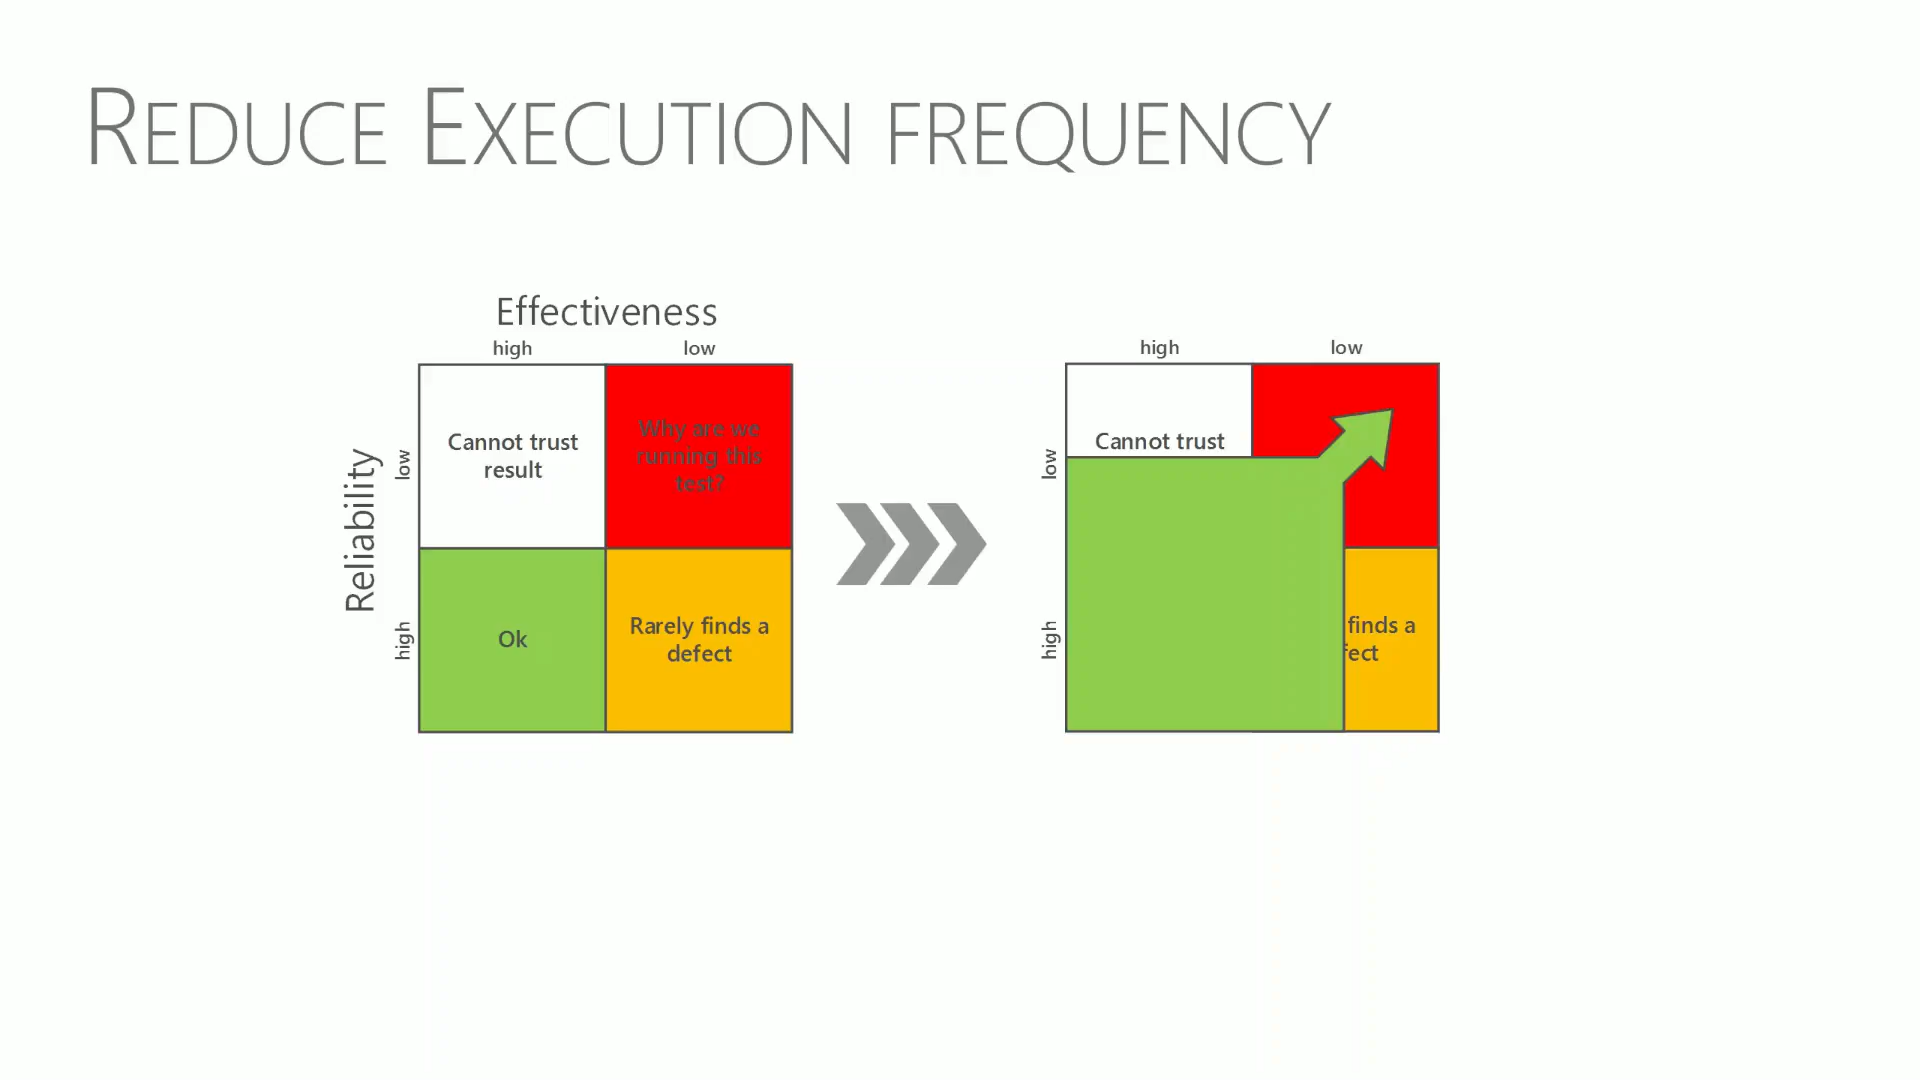 REDUCE EXECUTION FREQUENCY
Effectiveness
high low
Reliability
low
high
Cannot trust
result
Why are we
running this
test?
Ok
Rarely finds a
defect
high low
low
high
Cannot trust
finds a
fect